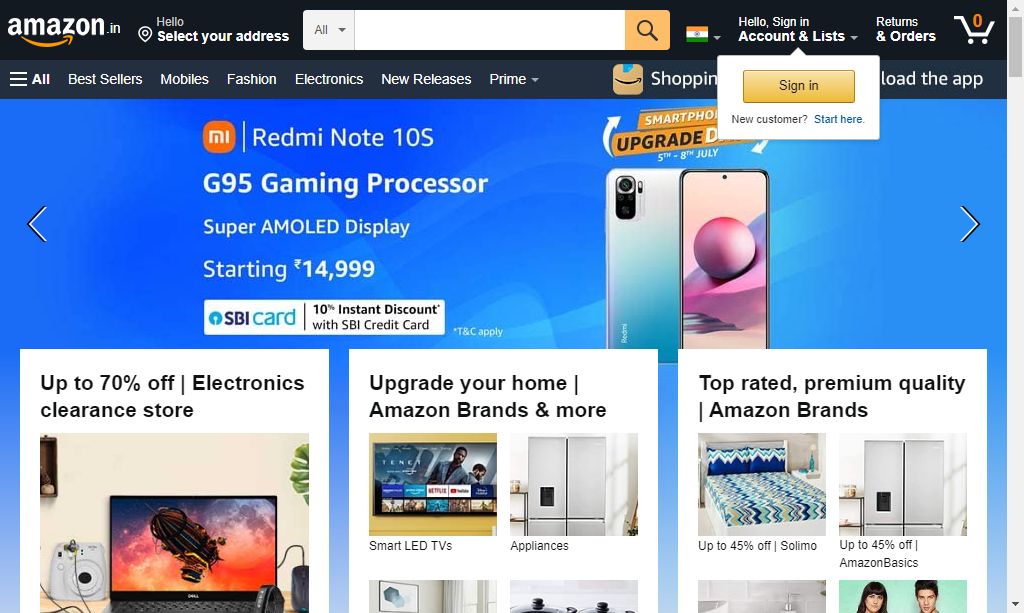 amazon.in
Hello
Select your address
All
Hello, Sign in
Account & Lists
Returns
& Orders
0
All
Best Sellers
Mobiles
Fashion
Electronics
New Releases
Prime
load the app
Sign in
New customer? Start here.
mi
Redmi Note 10S
G95 Gaming Processor
Super AMOLED Display
Starting ₹14,999
SBI card
10% Instant Discount*
with SBI Credit Card
*T&C apply
UPGRADE
5TH - 8TH JULY
Redmi
Up to 70% off | Electronics
clearance store
DELL
Upgrade your home |
Amazon Brands & more
TENET
NETFLIX
YouTube
Smart LED TVs
Appliances
Top rated, premium quality
| Amazon Brands
Up to 45% off | Solimo
Up to 45% off |
AmazonBasics